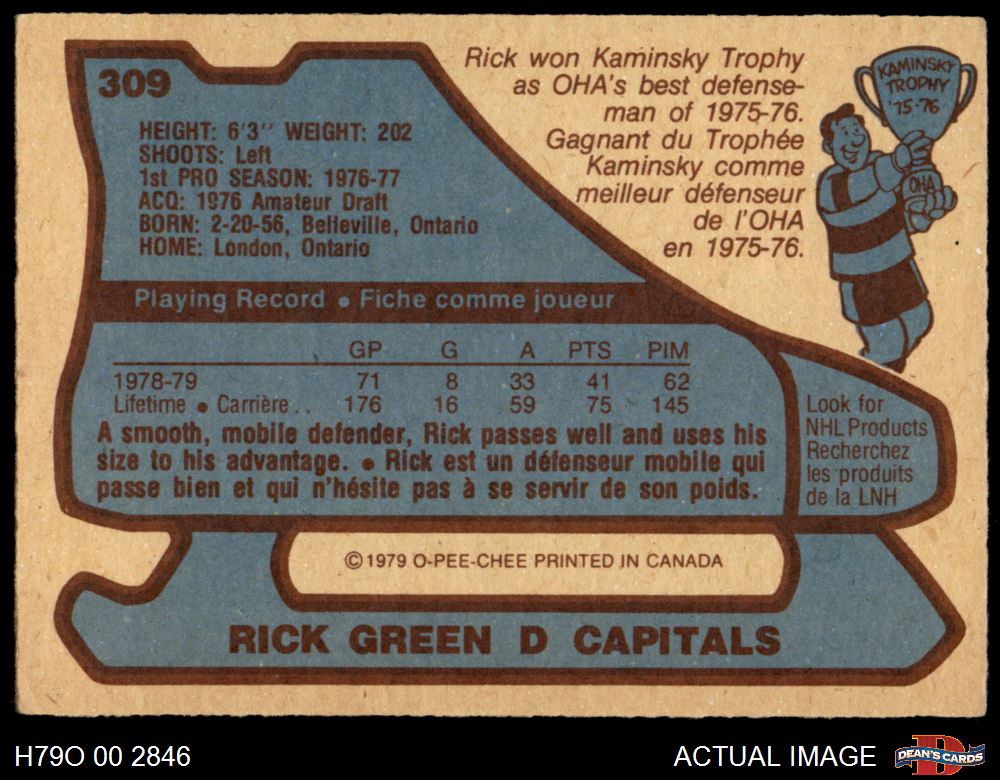 309
HEIGHT: 6'3'' WEIGHT: 202
SHOOTS: Left
1st PRO SEASON: 1976-77
ACQ: 1976 Amateur Draft
BORN: 2-20-56, Belleville, Ontario
HOME: London, Ontario
Rick won Kaminsky Trophy
as OHA's best defense-
man of 1975-76.
Gagnant du Trophée
Kaminsky comme
meilleur défenseur
de l'OHA
en 1975-76.
KAMINSKY
TROPHY
'75-76
OHA
Playing Record • Fiche comme joueur
GP G A PTS PIM
1978-79 71 8 33 41 62
Lifetime • Carrière . . 176 16 59 75 145
A smooth, mobile defender, Rick passes well and uses his
size to his advantage. • Rick est un défenseur mobile qui
passe bien et qui n'hésite pas à se servir de son poids.
Look for
NHL Products
Recherchez
les produits
de la LNH
©1979 O-PEE-CHEE PRINTED IN CANADA
RICK GREEN D CAPITALS
H79O 00 2846
ACTUAL IMAGE
D
DEAN'S CARDS